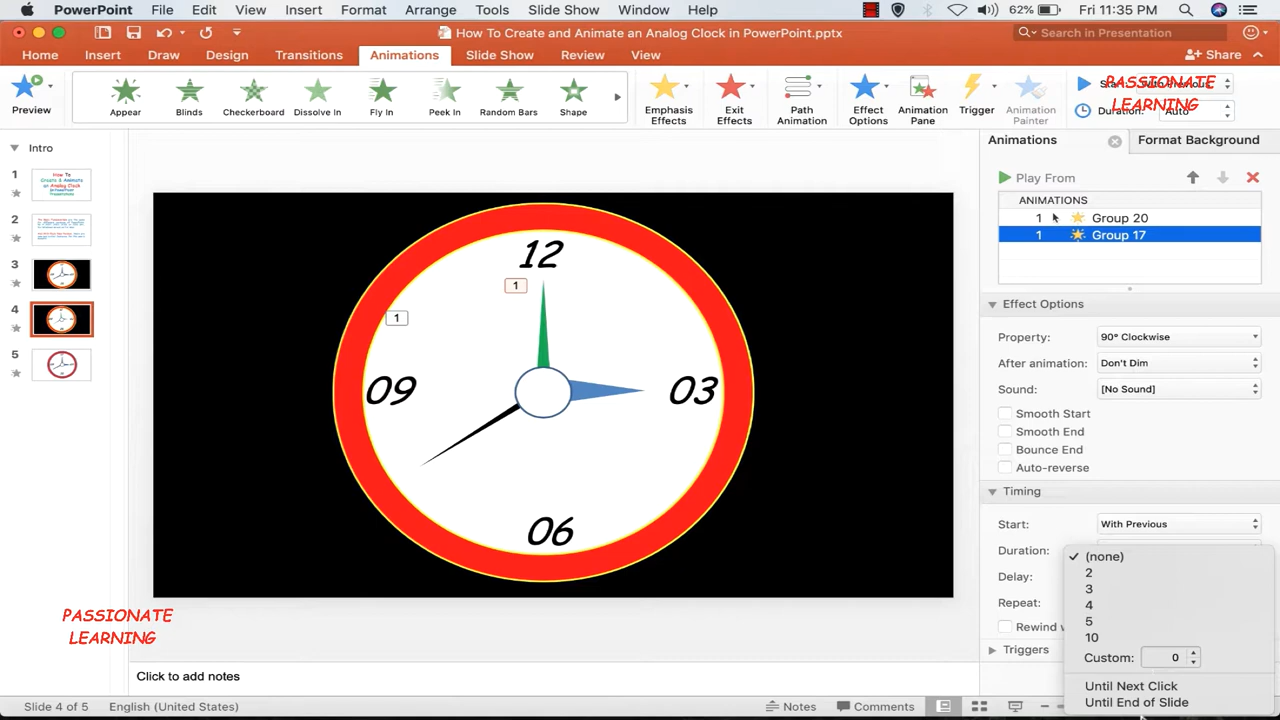 PowerPoint File Edit View Insert Format Arrange Tools Slide Show Window Help 62% Fri 11:35 PM
How To Create and Animate an Analog Clock in PowerPoint.pptx Search in Presentation
Home Insert Draw Design Transitions Animations Slide Show Review View Share
Preview Appear Blinds Checkerboard Dissolve In Fly In Peek In Random Bars Shape
Emphasis Effects Exit Effects Path Animation Effect Options Animation Pane Trigger Animation Painter
Duration: Auto
PASSIONATE
LEARNING
Intro
1
2
3
4
5
How To
Create & Animate
an Analog Clock
12
1
1
09
03
06
PASSIONATE
LEARNING
Click to add notes
Animations Format Background
Play From
ANIMATIONS
1 Group 20
1 Group 17
Effect Options
Property: 90° Clockwise
After animation: Don't Dim
Sound: [No Sound]
Smooth Start
Smooth End
Bounce End
Auto-reverse
Timing
Start: With Previous
Duration:
Delay:
Repeat:
Rewind
Triggers
(none)
2
3
4
5
10
Custom: 0
Until Next Click
Until End of Slide
Slide 4 of 5 English (United States) Notes Comments